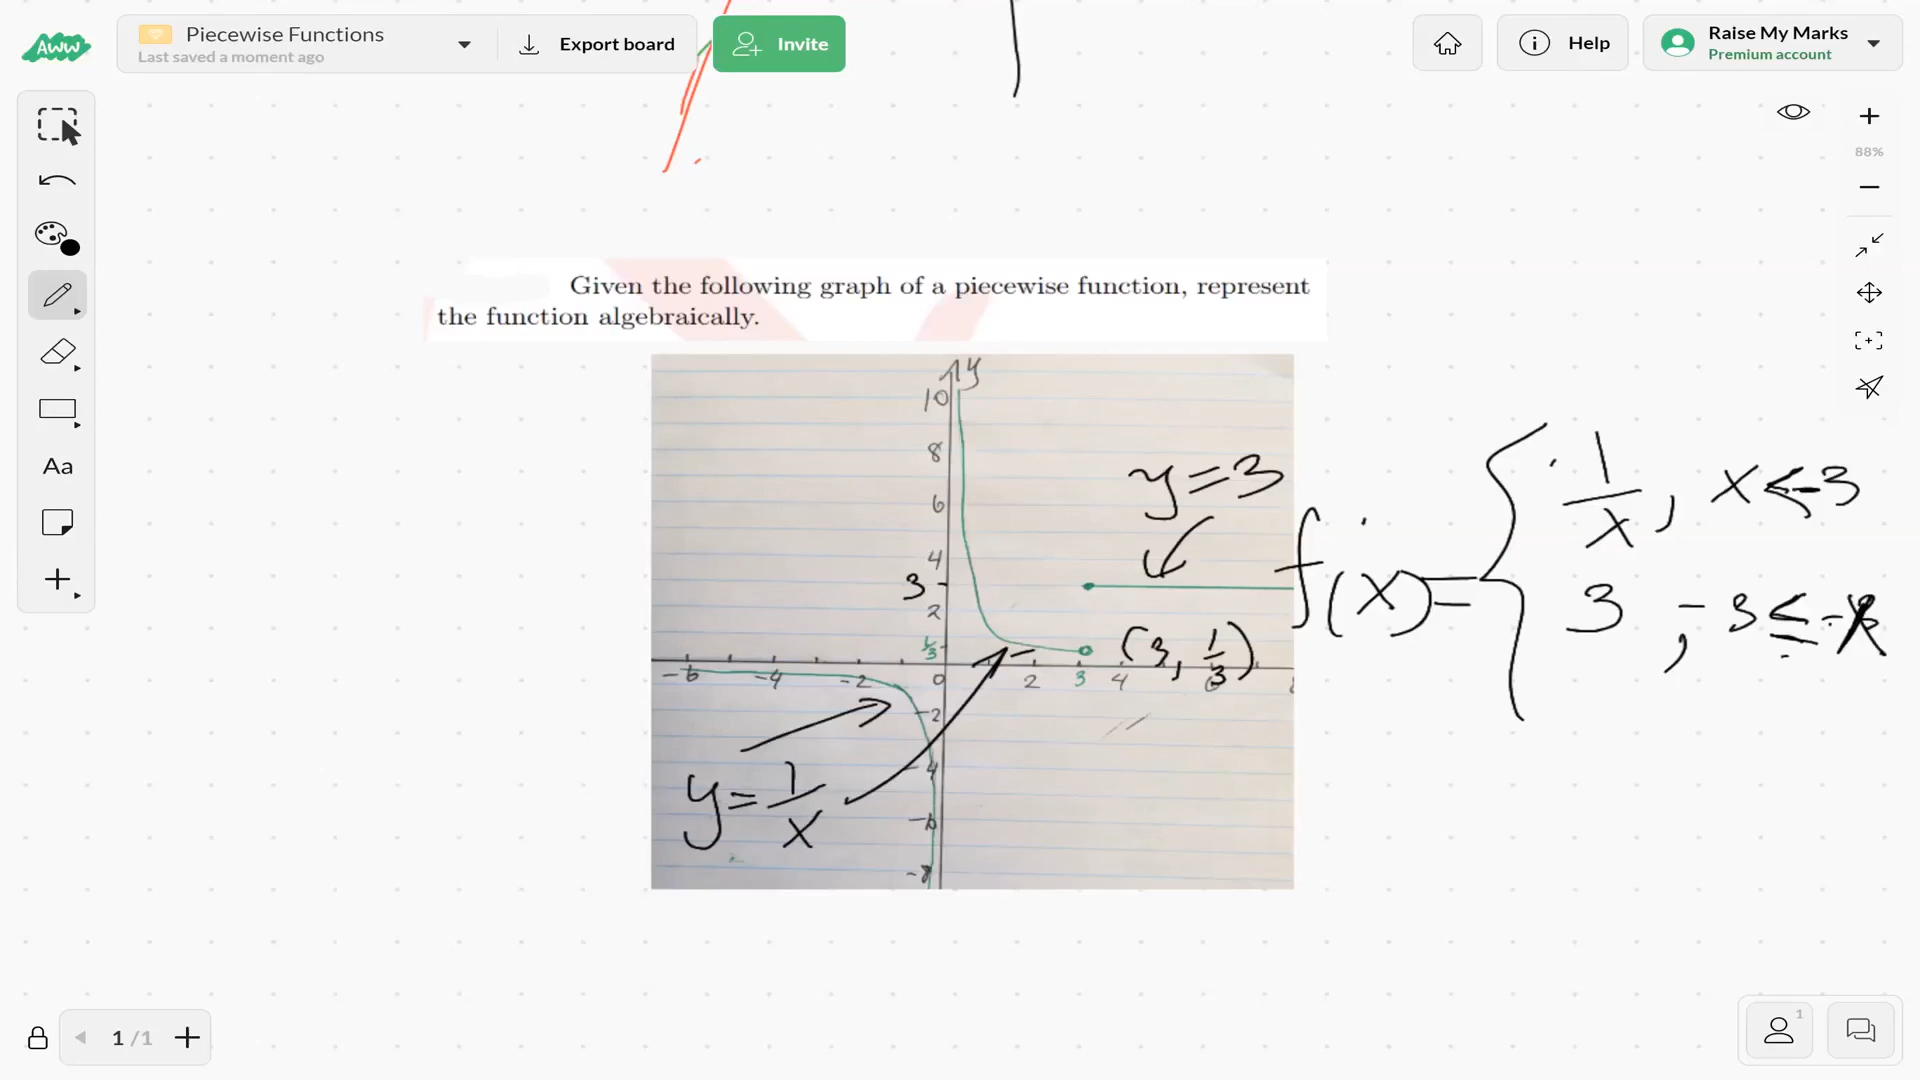 Aww
Piecewise Functions
Last saved a moment ago
Export board
Invite
Help
Raise My Marks
Premium account
88%
Given the following graph of a piecewise function, represent
the function algebraically.
y
10
8
6
4
3
2
1/3
-6 -4 -2 0 2 3 4
-2
-4
-6
-8
y=3
(3, 1/3)
y=1/x
f(x)=
1/x, x<-3
3, -3≤-
Aa
1/1
1